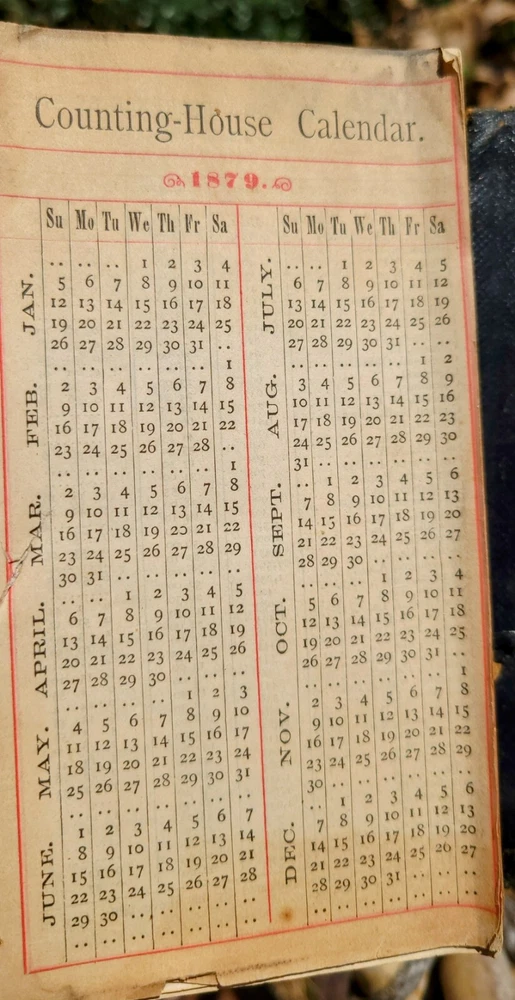 Counting-House Calendar.
1879.
Su Mo Tu We Th Fr Sa
JAN.
.. .. .. 1 2 3 4
5 6 7 8 9 10 11
12 13 14 15 16 17 18
19 20 21 22 23 24 25
26 27 28 29 30 31 ..
FEB.
.. .. .. .. .. .. 1
2 3 4 5 6 7 8
9 10 11 12 13 14 15
16 17 18 19 20 21 22
23 24 25 26 27 28 ..
MAR.
.. .. .. .. .. .. 1
2 3 4 5 6 7 8
9 10 11 12 13 14 15
16 17 18 19 20 21 22
23 24 25 26 27 28 29
30 31 .. .. .. .. ..
APRIL.
.. .. 1 2 3 4 5
6 7 8 9 10 11 12
13 14 15 16 17 18 19
20 21 22 23 24 25 26
27 28 29 30 .. .. ..
MAY.
.. .. .. .. 1 2 3
4 5 6 7 8 9 10
11 12 13 14 15 16 17
18 19 20 21 22 23 24
25 26 27 28 29 30 31
JUNE.
.. .. .. .. .. .. ..
1 2 3 4 5 6 7
8 9 10 11 12 13 14
15 16 17 18 19 20 21
22 23 24 25 26 27 28
29 30 .. .. .. .. ..
.. .. .. .. .. .. ..
Su Mo Tu We Th Fr Sa
JULY.
.. .. 1 2 3 4 5
6 7 8 9 10 11 12
13 14 15 16 17 18 19
20 21 22 23 24 25 26
27 28 29 30 31 .. ..
AUG.
.. .. .. .. .. 1 2
3 4 5 6 7 8 9
10 11 12 13 14 15 16
17 18 19 20 21 22 23
24 25 26 27 28 29 30
31 .. .. .. .. .. ..
SEPT.
.. 1 2 3 4 5 6
7 8 9 10 11 12 13
14 15 16 17 18 19 20
21 22 23 24 25 26 27
28 29 30 .. .. .. ..
OCT.
.. .. .. 1 2 3 4
5 6 7 8 9 10 11
12 13 14 15 16 17 18
19 20 21 22 23 24 25
26 27 28 29 30 31 ..
NOV.
.. .. .. .. .. .. 1
2 3 4 5 6 7 8
9 10 11 12 13 14 15
16 17 18 19 20 21 22
23 24 25 26 27 28 29
30 .. .. .. .. .. ..
DEC.
.. 1 2 3 4 5 6
7 8 9 10 11 12 13
14 15 16 17 18 19 20
21 22 23 24 25 26 27
28 29 30 31 .. .. ..
.. .. .. .. .. .. ..